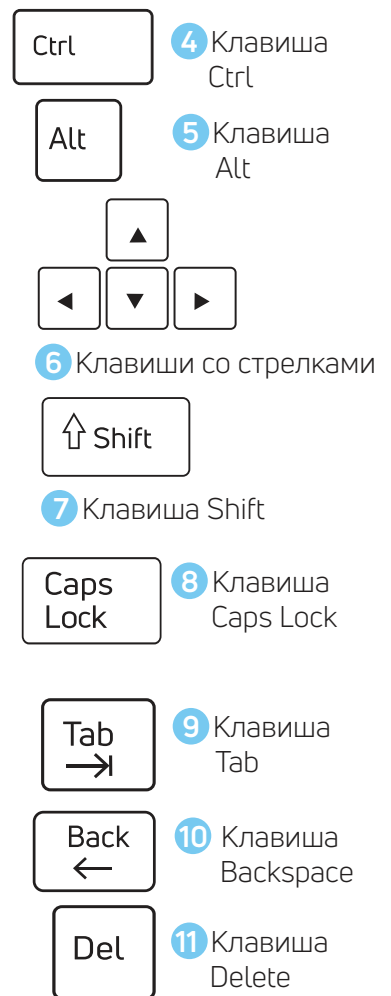 Ctrl
4 Клавиша
Ctrl
Alt
5 Клавиша
Alt
6 Клавиши со стрелками
Shift
7 Клавиша Shift
Caps
Lock
8 Клавиша
Caps Lock
Tab
9 Клавиша
Tab
Back
10 Клавиша
Backspace
Del
11 Клавиша
Delete